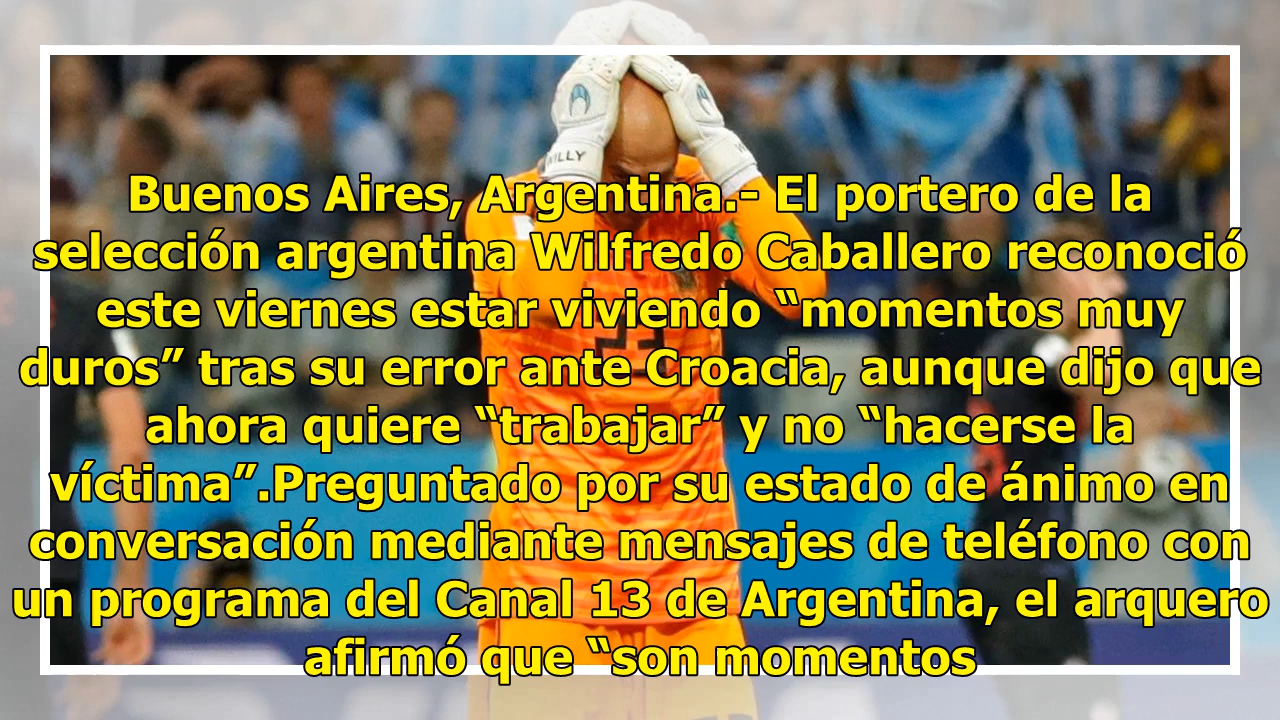 WILLY
Buenos Aires, Argentina.- El portero de la
selección argentina Wilfredo Caballero reconoció
este viernes estar viviendo “momentos muy
duros” tras su error ante Croacia, aunque dijo que
ahora quiere “trabajar” y no “hacerse la
víctima”.Preguntado por su estado de ánimo en
conversación mediante mensajes de teléfono con
un programa del Canal 13 de Argentina, el arquero
afirmó que “son momentos